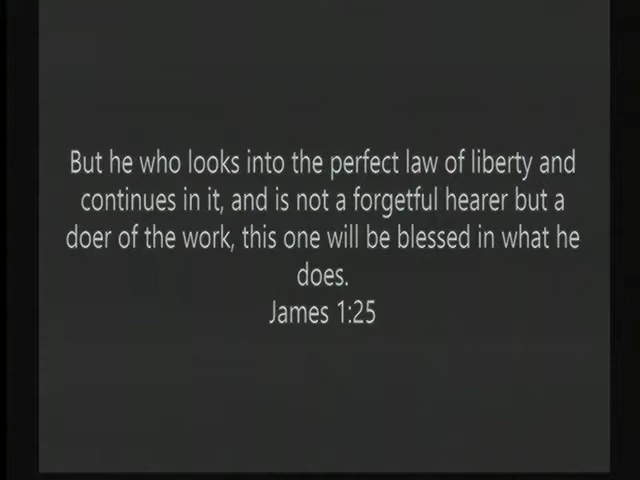 But he who looks into the perfect law of liberty and
continues in it, and is not a forgetful hearer but a
doer of the work, this one will be blessed in what he
does.
James 1:25